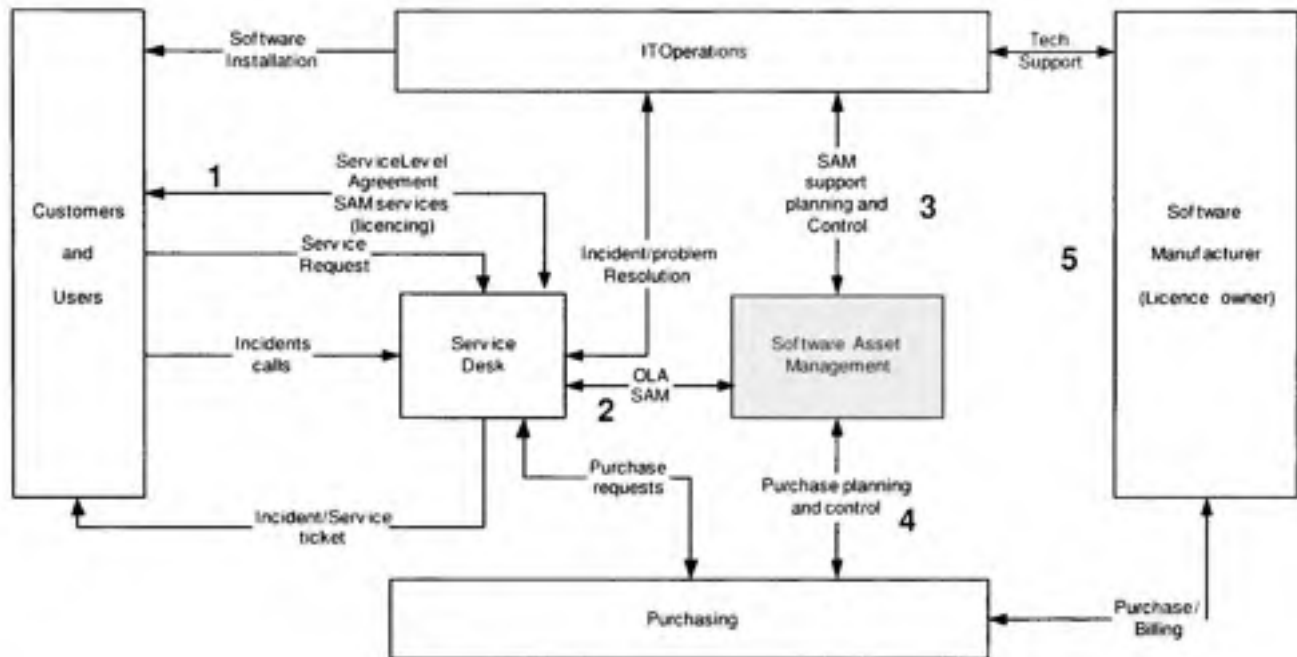 Software
Installation
ITOperations
Tech
Support
1
ServiceLevel
Agreement
SAM services
(licencing)
SAM
support
planning and
Control
3
Customers
and
Users
Service
Request
Incident/problem
Resolution
5
Software
Manufacturer
(Licence owner)
Incidents
calls
Service
Desk
Software Asset
Management
OLA
SAM
2
Purchase
requests
Purchase planning
and control
4
Incident/Service
ticket
Purchasing
Purchase/
Billing